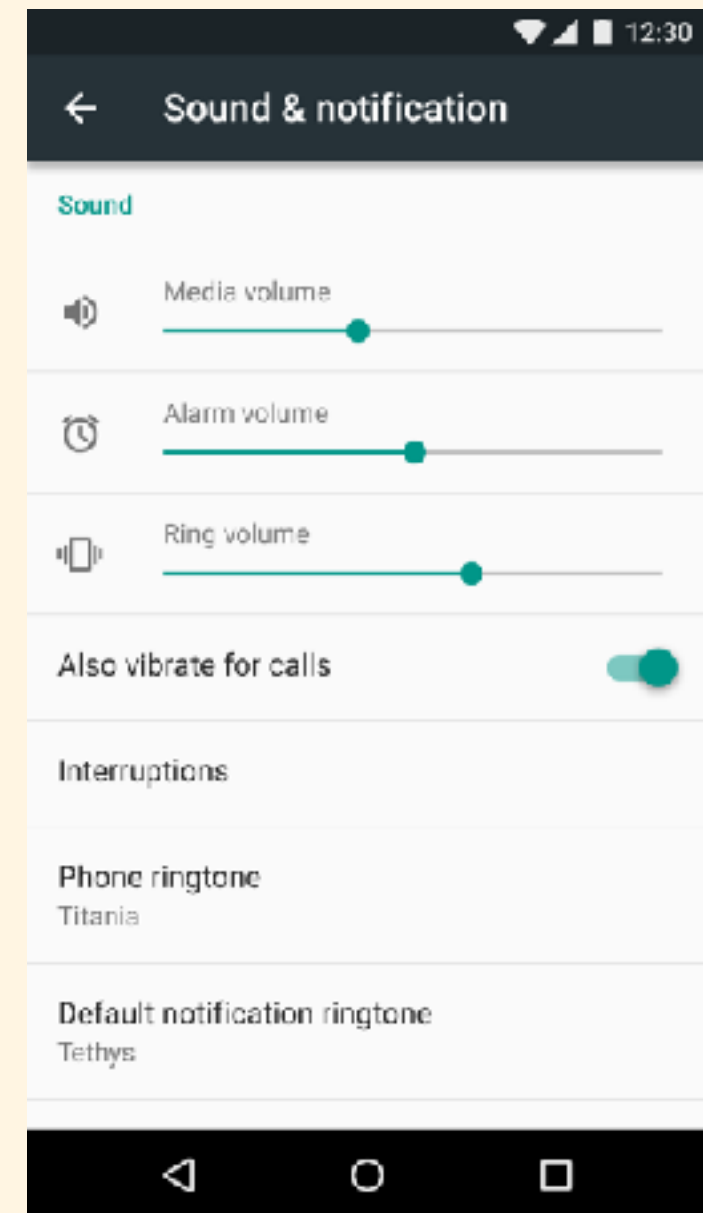 12:30
Sound & notification
Sound
Media volume
Alarm volume
Ring volume
Also vibrate for calls
Interruptions
Phone ringtone
Titania
Default notification ringtone
Tethys